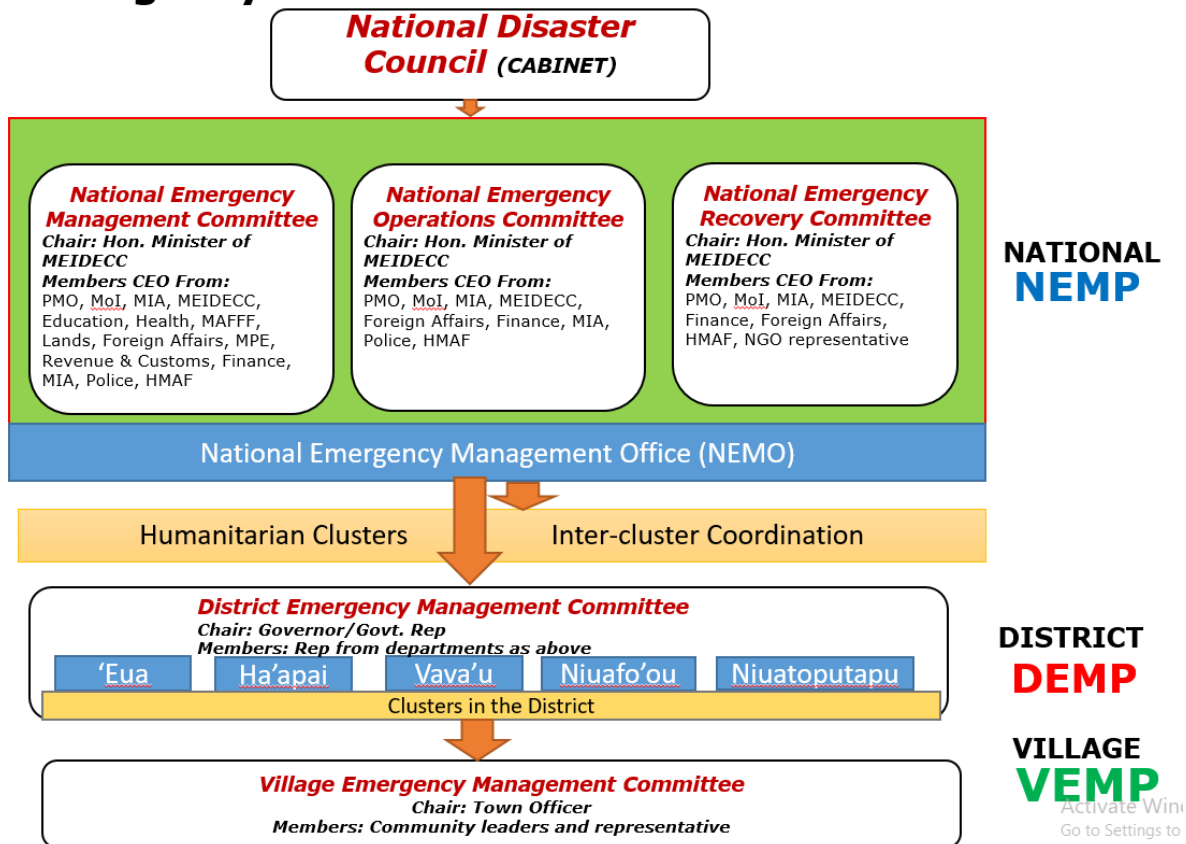 National Disaster
Council (CABINET)
National Emergency
Management Committee
Chair: Hon. Minister of
MEIDECC
Members CEO From:
PMO, MoI, MIA, MEIDECC,
Education, Health, MAFFF,
Lands, Foreign Affairs, MPE,
Revenue & Customs, Finance,
MIA, Police, HMAF
National Emergency
Operations Committee
Chair: Hon. Minister of
MEIDECC
Members CEO From:
PMO, MoI, MIA, MEIDECC,
Foreign Affairs, Finance, MIA,
Police, HMAF
National Emergency
Recovery Committee
Chair: Hon. Minister of
MEIDECC
Members CEO From:
PMO, MoI, MIA, MEIDECC,
Finance, Foreign Affairs,
HMAF, NGO representative
NATIONAL
NEMP
National Emergency Management Office (NEMO)
Humanitarian Clusters
Inter-cluster Coordination
District Emergency Management Committee
Chair: Governor/Govt. Rep
Members: Rep from departments as above
‘Eua
Ha’apai
Vava’u
Niuafo’ou
Niuatoputapu
Clusters in the District
DISTRICT
DEMP
Village Emergency Management Committee
Chair: Town Officer
Members: Community leaders and representative
VILLAGE
VEMP
Activate Wind
Go to Settings to